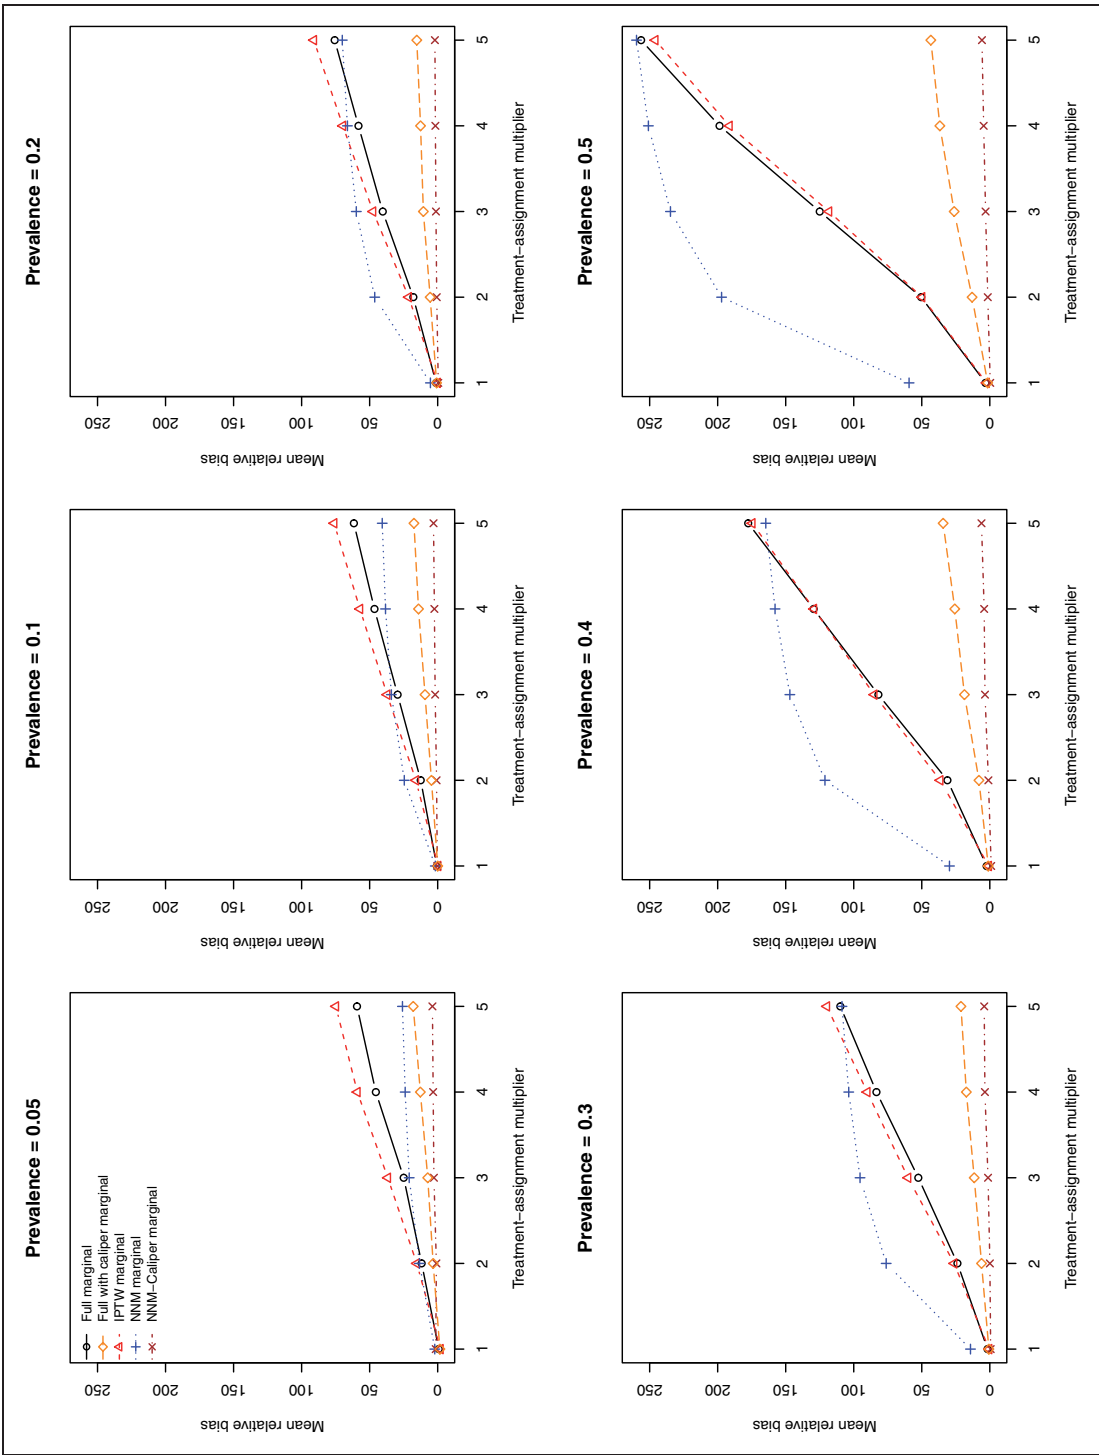 Prevalence = 0.05
Full marginal
Full with caliper marginal
IPTW marginal
NNM marginal
NNM−Caliper marginal
Mean relative bias
0 50 100 150 200 250
1 2 3 4 5
Treatment−assignment multiplier
Prevalence = 0.1
Mean relative bias
0 50 100 150 200 250
1 2 3 4 5
Treatment−assignment multiplier
Prevalence = 0.2
Mean relative bias
0 50 100 150 200 250
1 2 3 4 5
Treatment−assignment multiplier
Prevalence = 0.3
Mean relative bias
0 50 100 150 200 250
1 2 3 4 5
Treatment−assignment multiplier
Prevalence = 0.4
Mean relative bias
0 50 100 150 200 250
1 2 3 4 5
Treatment−assignment multiplier
Prevalence = 0.5
Mean relative bias
0 50 100 150 200 250
1 2 3 4 5
Treatment−assignment multiplier